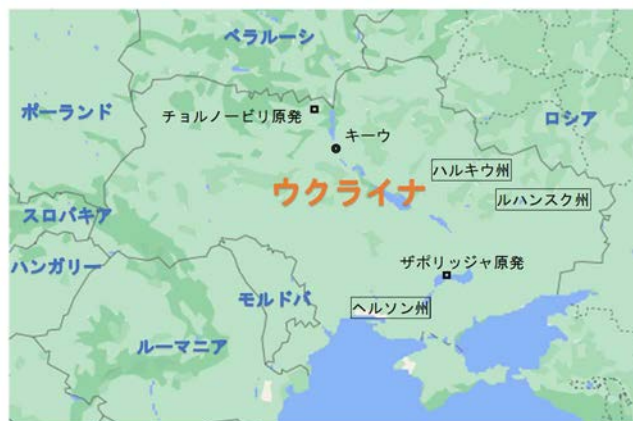 ベラルーシ
ポーランド
チョルノービリ原発
ロシア
キーウ
ハルキウ州
ウクライナ
ルハンスク州
スロバキア
ハンガリー
ザポリッジャ原発
モルドバ
ヘルソン州
ルーマニア